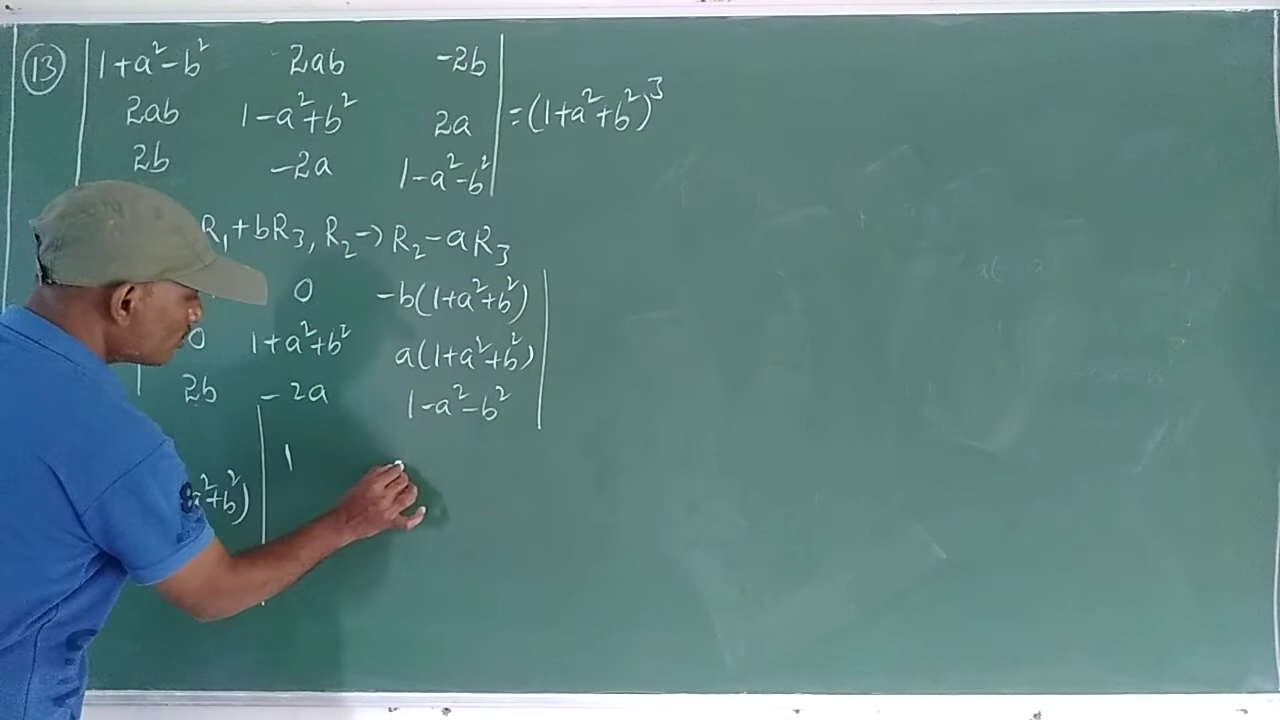 13 | 1+a²-b² 2ab -2b |
2ab 1-a²+b² 2a = (1+a²+b²)³
2b -2a 1-a²-b²
R₁+bR₃, R₂→R₂-aR₃
0 -b(1+a²+b²)
0 1+a²+b² a(1+a²+b²)
2b -2a 1-a²-b²
1
a²+b²)